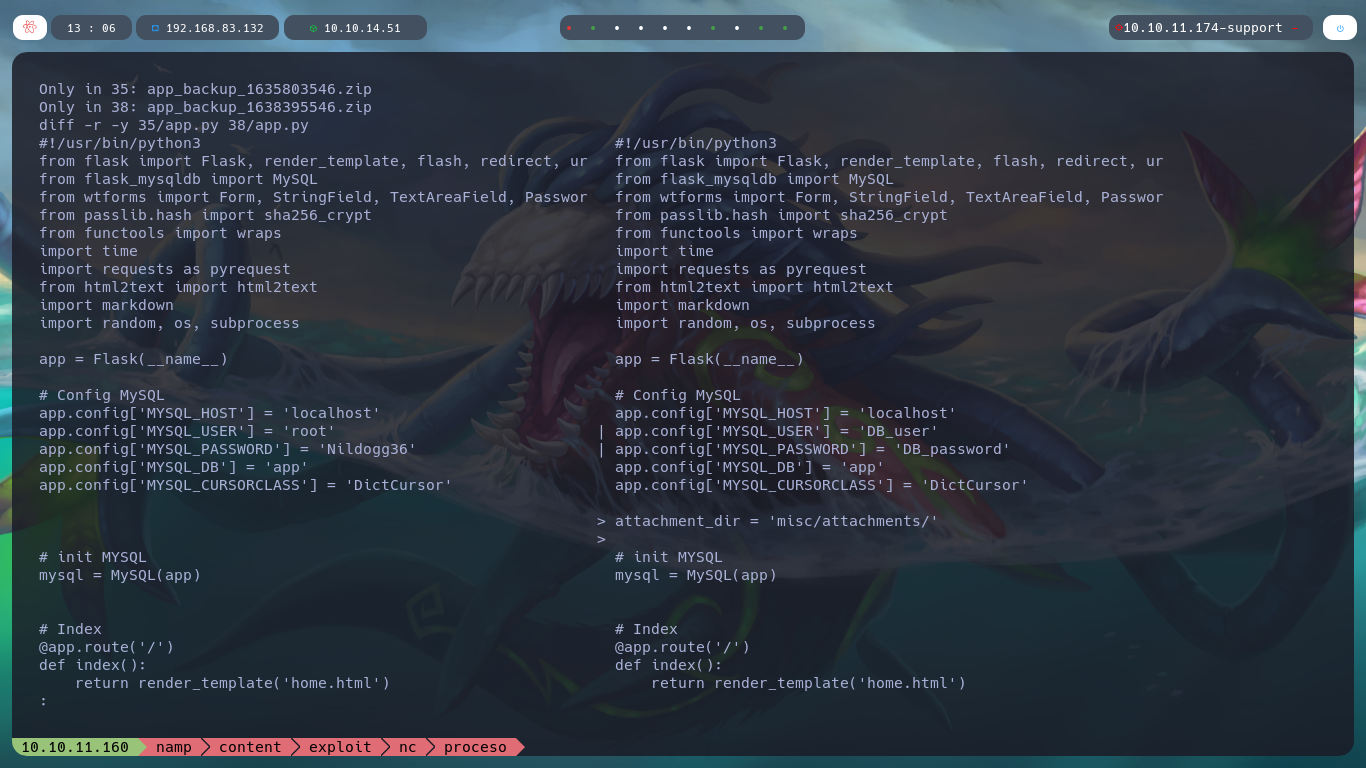 13 : 06 192.168.83.132 10.10.14.51 10.10.11.174-support
Only in 35: app_backup_1635803546.zip
Only in 38: app_backup_1638395546.zip
diff -r -y 35/app.py 38/app.py
#!/usr/bin/python3 #!/usr/bin/python3
from flask import Flask, render_template, flash, redirect, ur from flask import Flask, render_template, flash, redirect, ur
from flask_mysqldb import MySQL from flask_mysqldb import MySQL
from wtforms import Form, StringField, TextAreaField, Passwor from wtforms import Form, StringField, TextAreaField, Passwor
from passlib.hash import sha256_crypt from passlib.hash import sha256_crypt
from functools import wraps from functools import wraps
import time import time
import requests as pyrequest import requests as pyrequest
from html2text import html2text from html2text import html2text
import markdown import markdown
import random, os, subprocess import random, os, subprocess
app = Flask(__name__) app = Flask(__name__)
# Config MySQL # Config MySQL
app.config['MYSQL_HOST'] = 'localhost' app.config['MYSQL_HOST'] = 'localhost'
app.config['MYSQL_USER'] = 'root' | app.config['MYSQL_USER'] = 'DB_user'
app.config['MYSQL_PASSWORD'] = 'Nildogg36' | app.config['MYSQL_PASSWORD'] = 'DB_password'
app.config['MYSQL_DB'] = 'app' app.config['MYSQL_DB'] = 'app'
app.config['MYSQL_CURSORCLASS'] = 'DictCursor' app.config['MYSQL_CURSORCLASS'] = 'DictCursor'
> attachment_dir = 'misc/attachments/'
>
# init MYSQL # init MYSQL
mysql = MySQL(app) mysql = MySQL(app)
# Index # Index
@app.route('/') @app.route('/')
def index(): def index():
return render_template('home.html') return render_template('home.html')
:
10.10.11.160 namp content exploit nc proceso